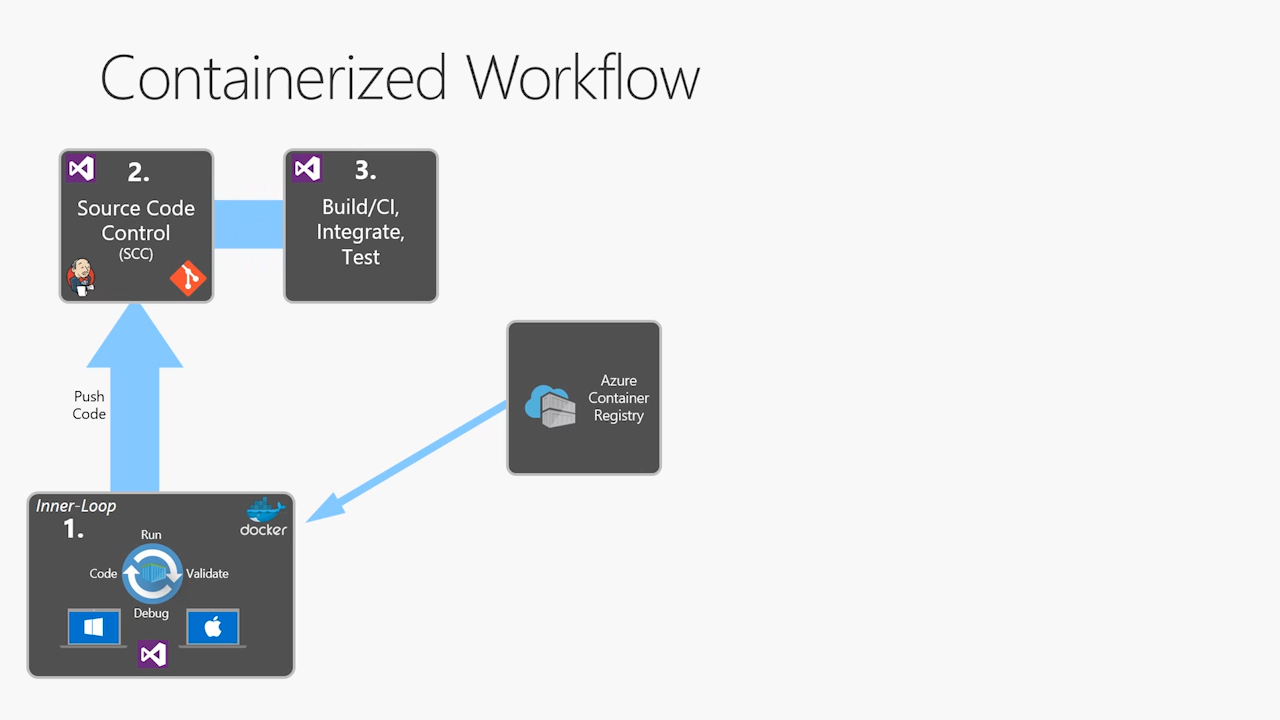 Containerized Workflow
2.
Source Code
Control
(SCC)
3.
Build/CI,
Integrate,
Test
Azure
Container
Registry
Push
Code
Inner-Loop
1.
docker
Run
Code
Validate
Debug